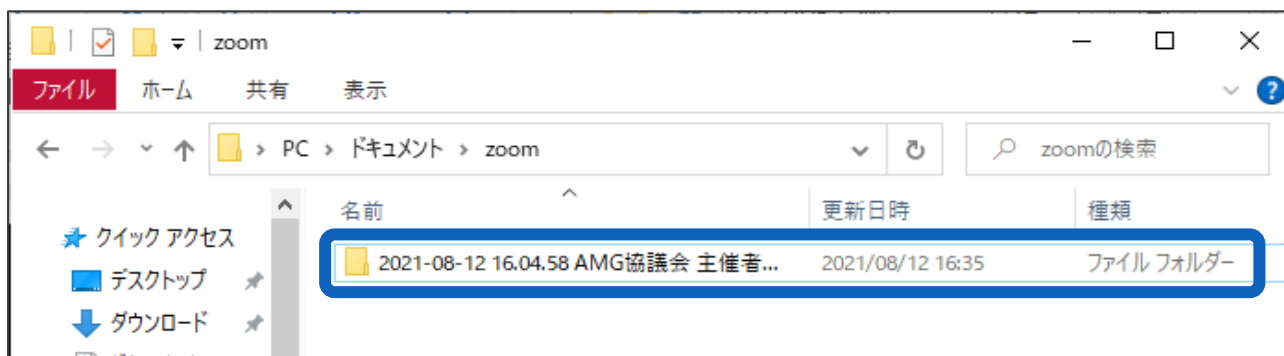 zoom
ファイル ホーム 共有 表示
PC > ドキュメント > zoom zoomの検索
名前 更新日時 種類
クイック アクセス
2021-08-12 16.04.58 AMG協議会 主催者... 2021/08/12 16:35 ファイル フォルダー
デスクトップ
ダウンロード